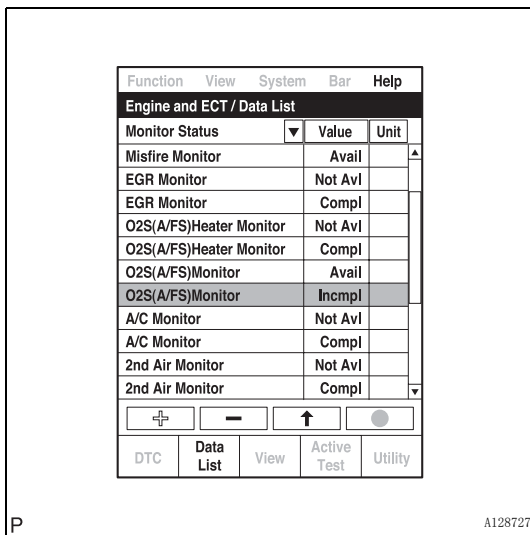 Function View System Bar Help
Engine and ECT / Data List
Monitor Status ▼ Value Unit
Misfire Monitor Avail
EGR Monitor Not Avl
EGR Monitor Compl
O2S(A/FS)Heater Monitor Not Avl
O2S(A/FS)Heater Monitor Compl
O2S(A/FS)Monitor Avail
O2S(A/FS)Monitor Incmpl
A/C Monitor Not Avl
A/C Monitor Compl
2nd Air Monitor Not Avl
2nd Air Monitor Compl
DTC Data List View Active Test Utility
P A128727